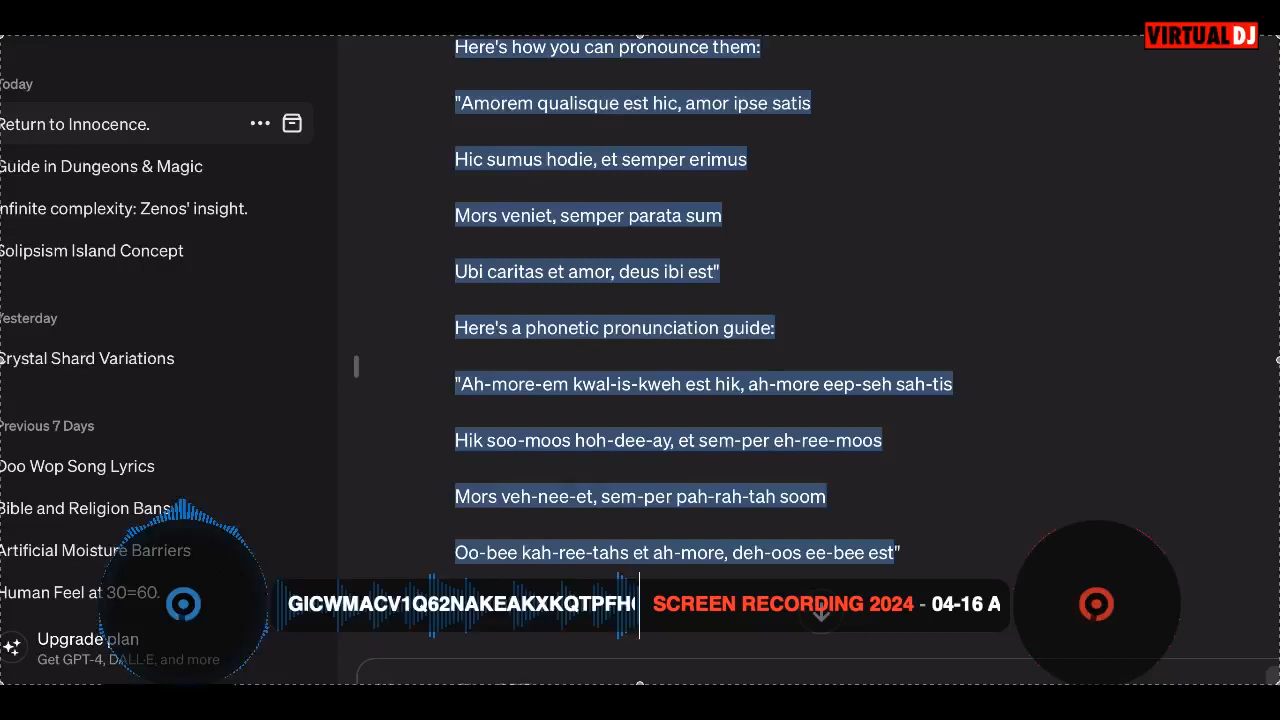 VIRTUAL DJ
Here's how you can pronounce them:
Today
"Amorem qualisque est hic, amor ipse satis
Return to Innocence.
Hic sumus hodie, et semper erimus
Guide in Dungeons & Magic
Infinite complexity: Zenos' insight.
Mors veniet, semper parata sum
Solipsism Island Concept
Ubi caritas et amor, deus ibi est"
Yesterday
Here's a phonetic pronunciation guide:
Crystal Shard Variations
"Ah-more-em kwal-is-kweh est hik, ah-more eep-seh sah-tis
Previous 7 Days
Hik soo-moos hoh-dee-ay, et sem-per eh-ree-moos
Doo Wop Song Lyrics
Mors veh-nee-et, sem-per pah-rah-tah soom
Bible and Religion Bans
Artificial Moisture Barriers
Oo-bee kah-ree-tahs et ah-more, deh-oos ee-bee est"
Human Feel at 30=60.
GICWMACV1Q62NAKEAKXKQTPFH
SCREEN RECORDING 2024 - 04-16 A
Upgrade plan
Get GPT-4, DALL·E, and more